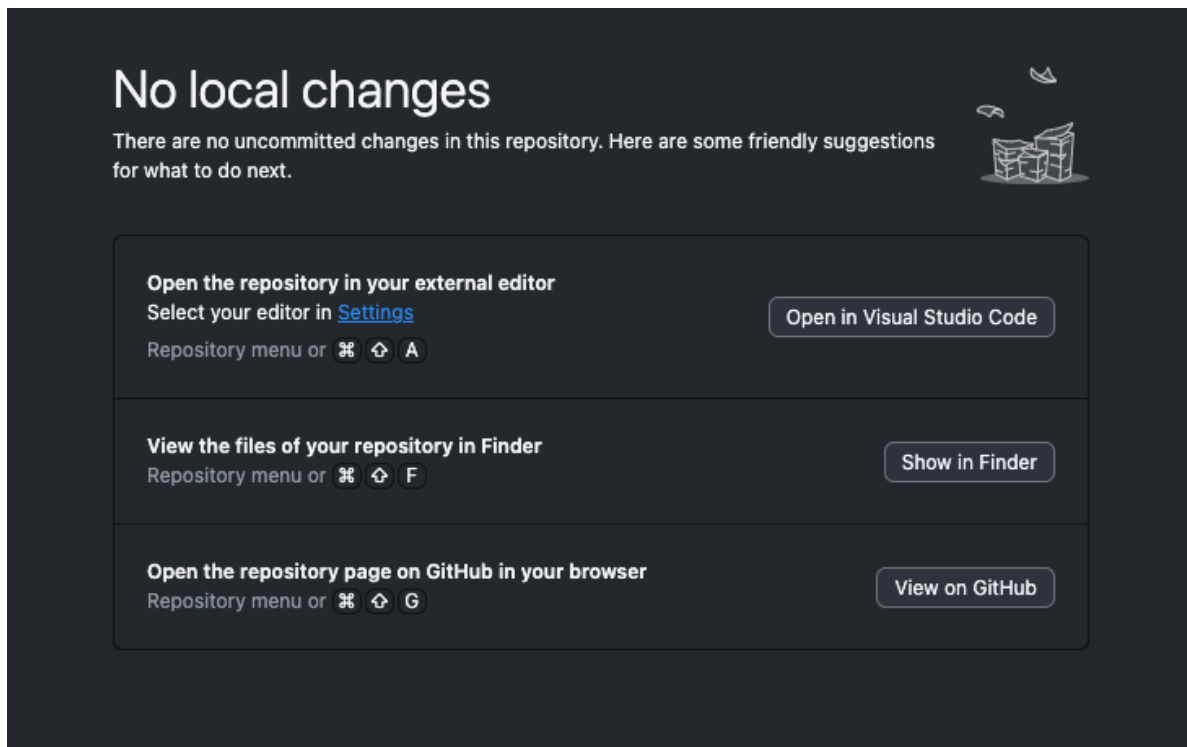 No local changes
There are no uncommitted changes in this repository. Here are some friendly suggestions
for what to do next.
Open the repository in your external editor
Select your editor in Settings
Repository menu or ⌘ ⇧ A
Open in Visual Studio Code
View the files of your repository in Finder
Repository menu or ⌘ ⇧ F
Show in Finder
Open the repository page on GitHub in your browser
Repository menu or ⌘ ⇧ G
View on GitHub